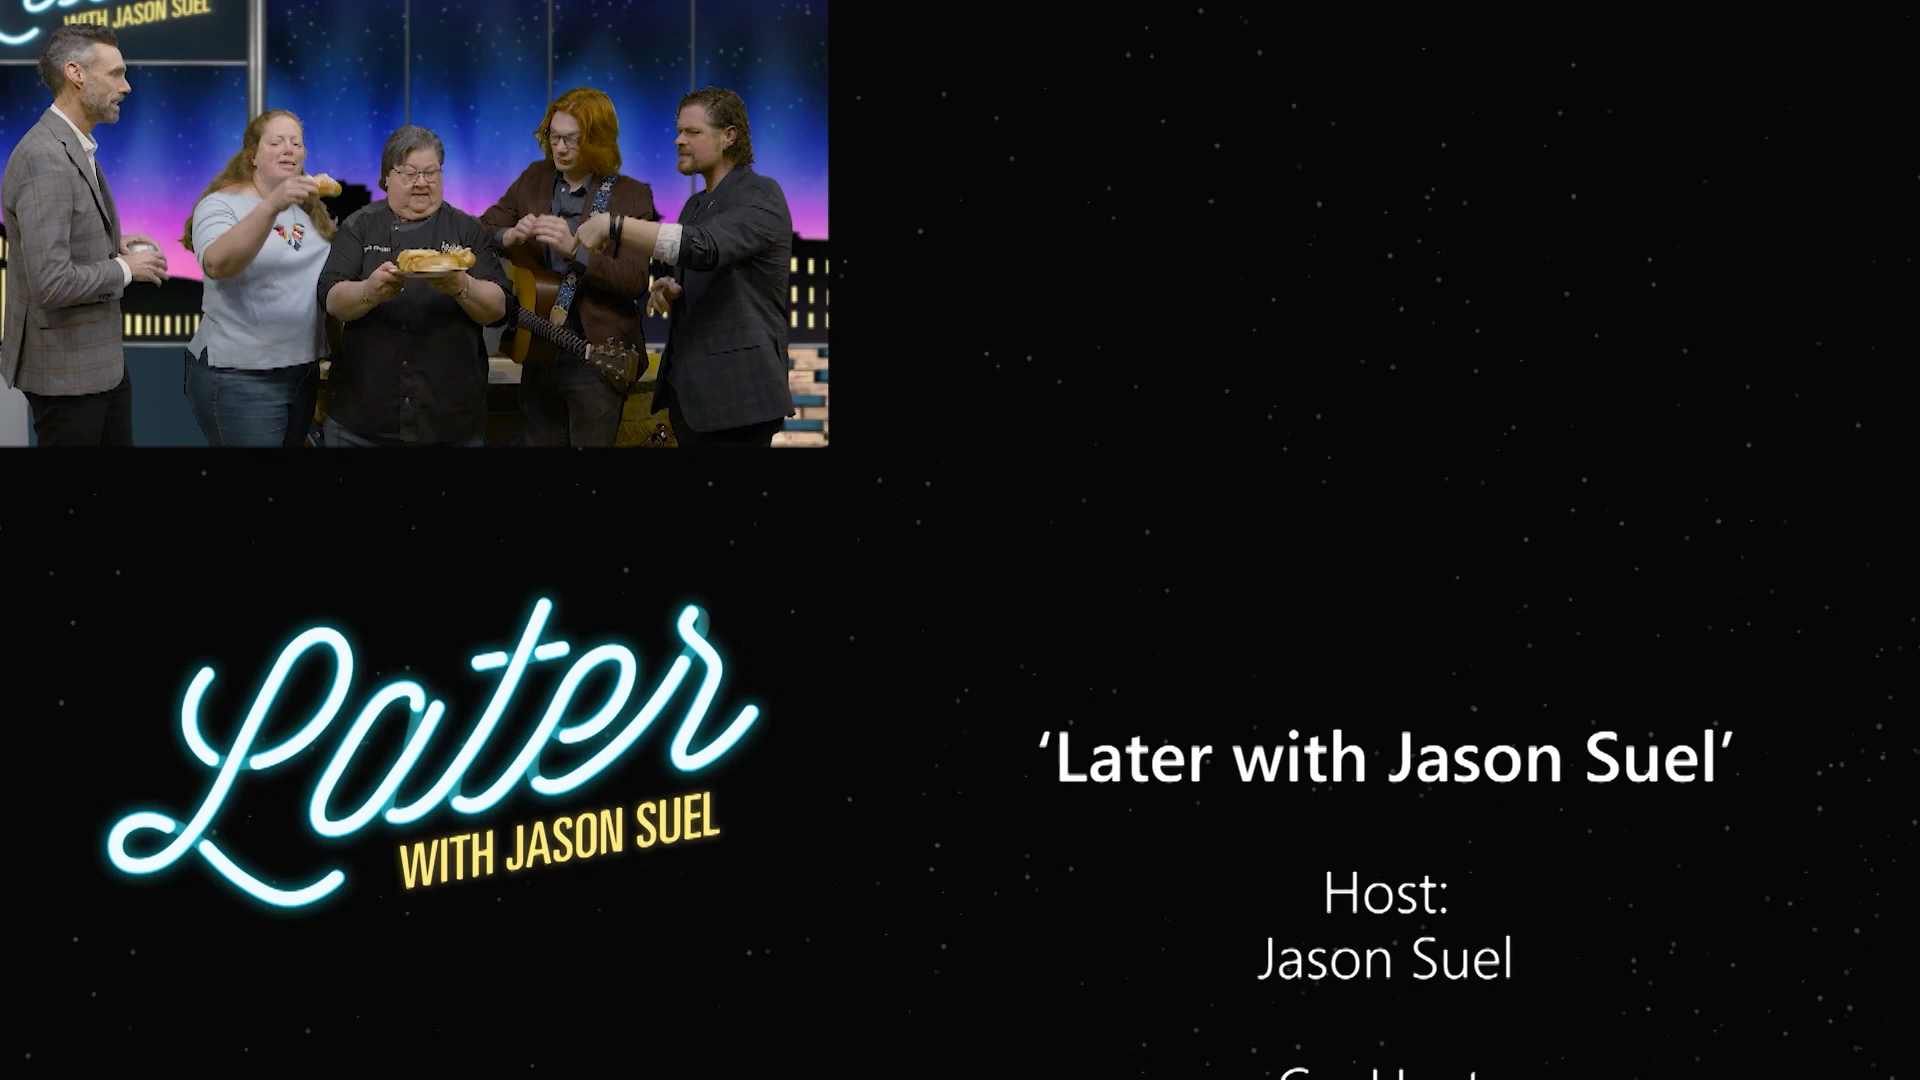 WITH JASON SUEL
Later
WITH JASON SUEL
‘Later with Jason Suel’
Host:
Jason Suel